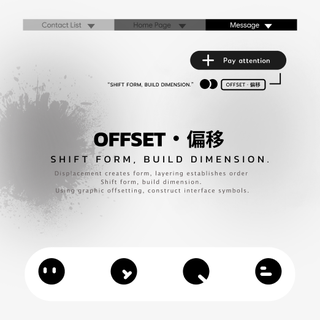 Contact List
Home Page
Message
Pay attention
"SHIFT FORM, BUILD DIMENSION."
OFFSET · 偏移
OFFSET · 偏移
SHIFT FORM, BUILD DIMENSION.
Displacement creates form, layering establishes order
Shift form, build dimension.
Using graphic offsetting, construct interface symbols.